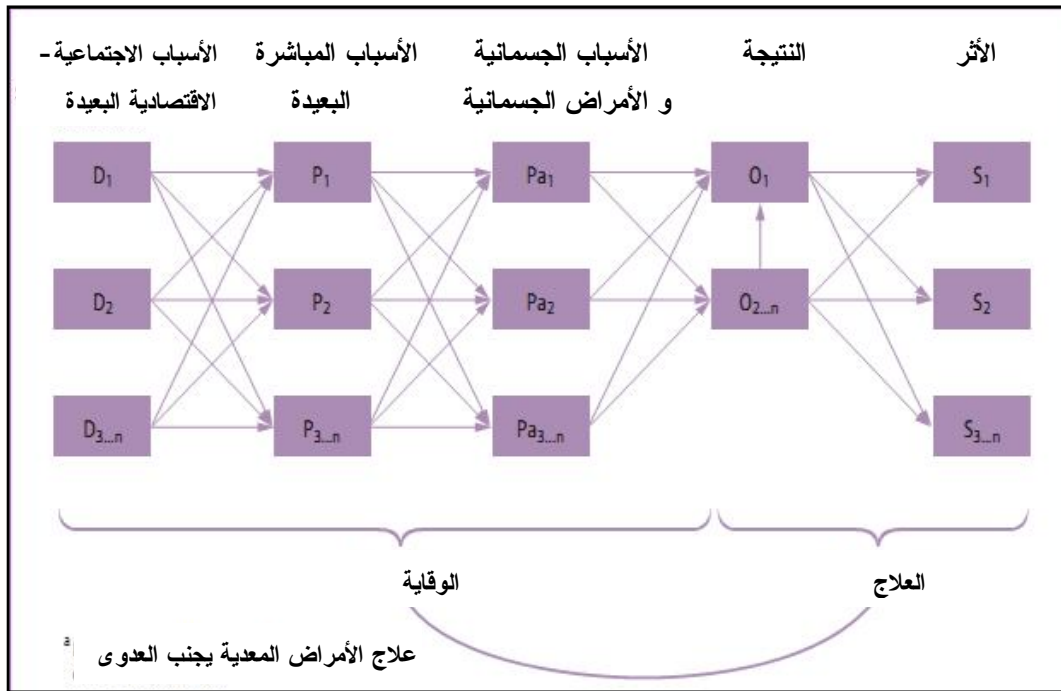 الأسباب الاجتماعية - الأسباب المباشرة الأسباب الجسمانية النتيجة الأثر
الاقتصادية البعيدة البعيدة و الأمراض الجسمانية
D1 P1 Pa1 O1 S1
D2 P2 Pa2 O2...n S2
D3...n P3...n Pa3...n S3...n
الوقاية العلاج
a علاج الأمراض المعدية يجنب العدوى